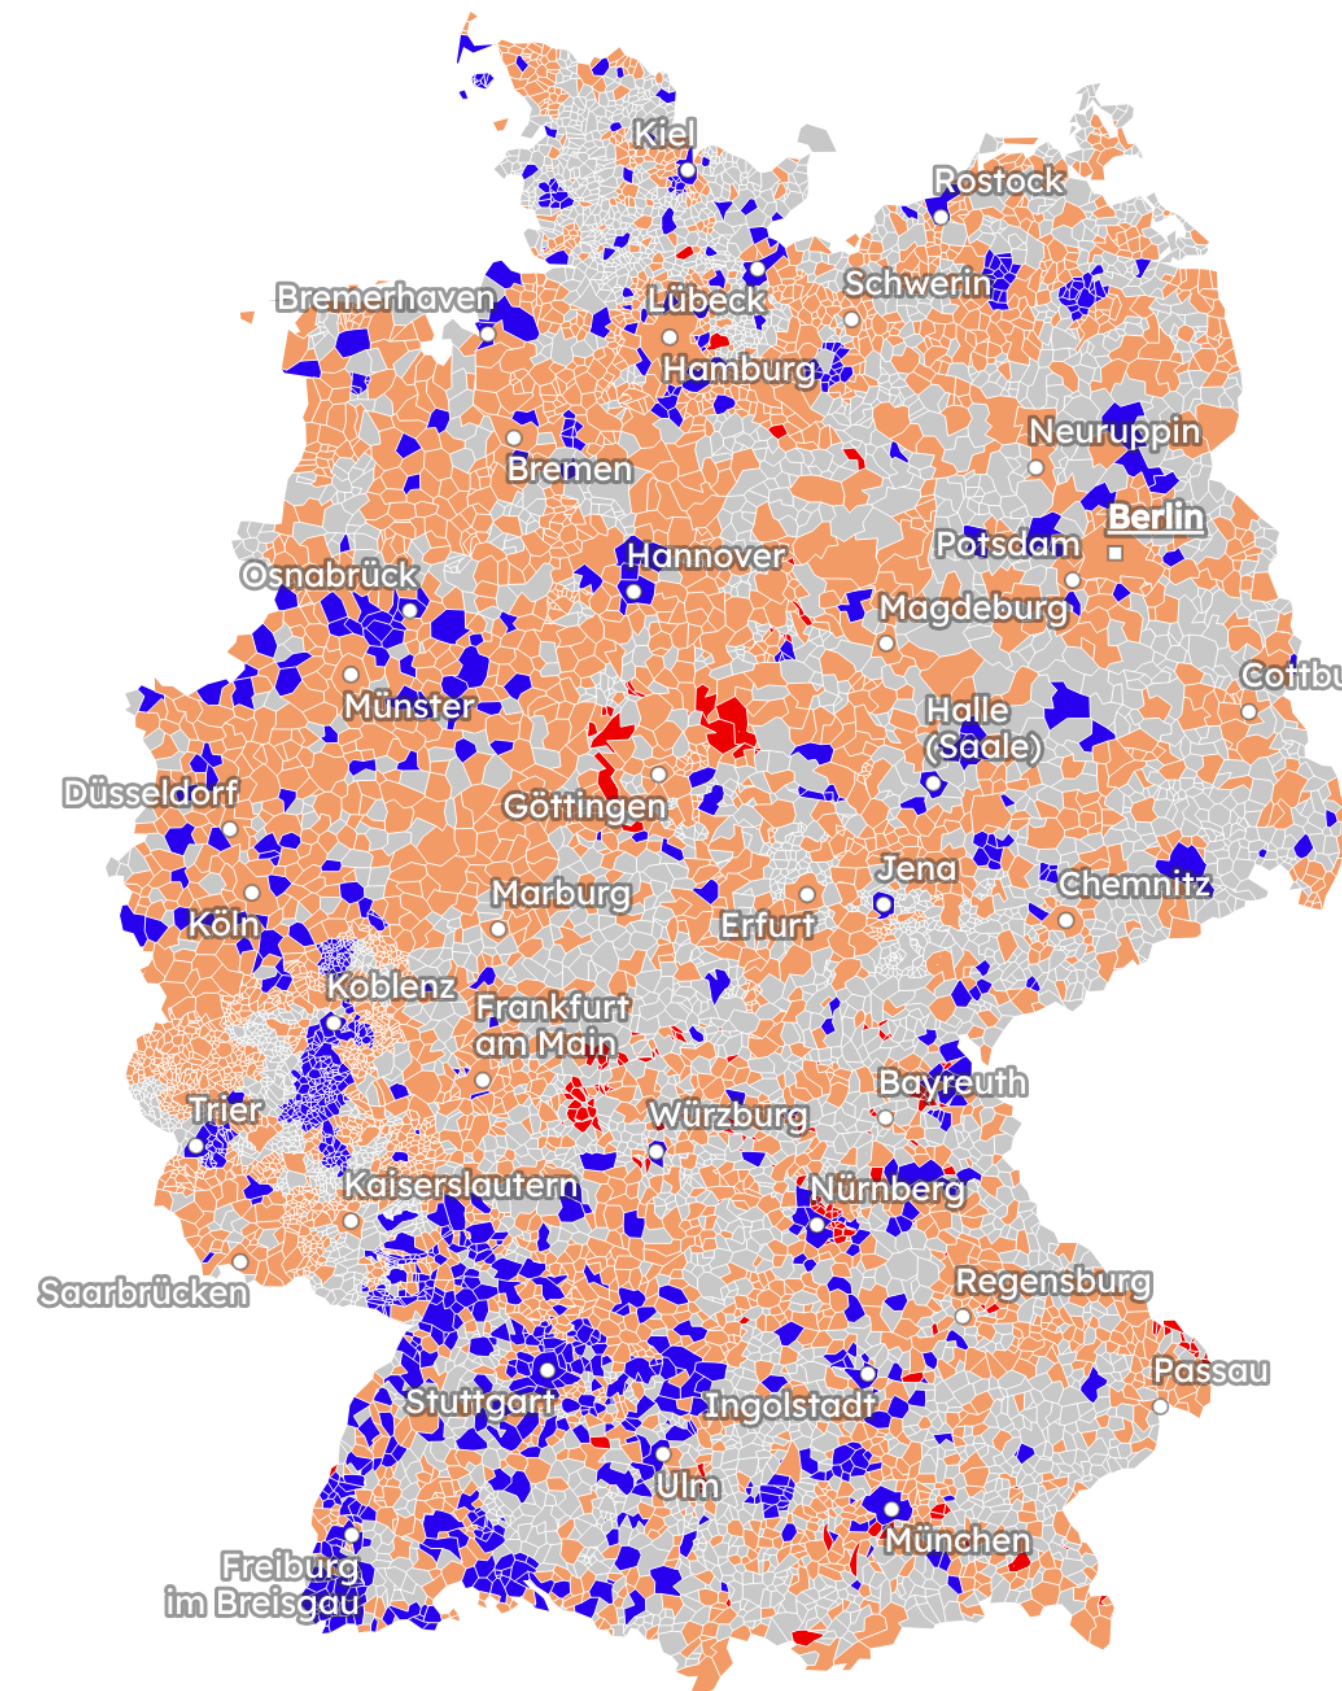 Kiel
Rostock
Schwerin
Bremerhaven
Lübeck
Hamburg
Neuruppin
Bremen
Berlin
Potsdam
Hannover
Osnabrück
Magdeburg
Münster
Cottbu
Halle
(Saale)
Düsseldorf
Göttingen
Jena
Chemnitz
Marburg
Köln
Erfurt
Koblenz
Frankfurt
am Main
Bayreuth
Trier
Würzburg
Kaiserslautern
Nürnberg
Saarbrücken
Regensburg
Passau
Stuttgart
Ingolstadt
Ulm
München
Freiburg
im Breisgau